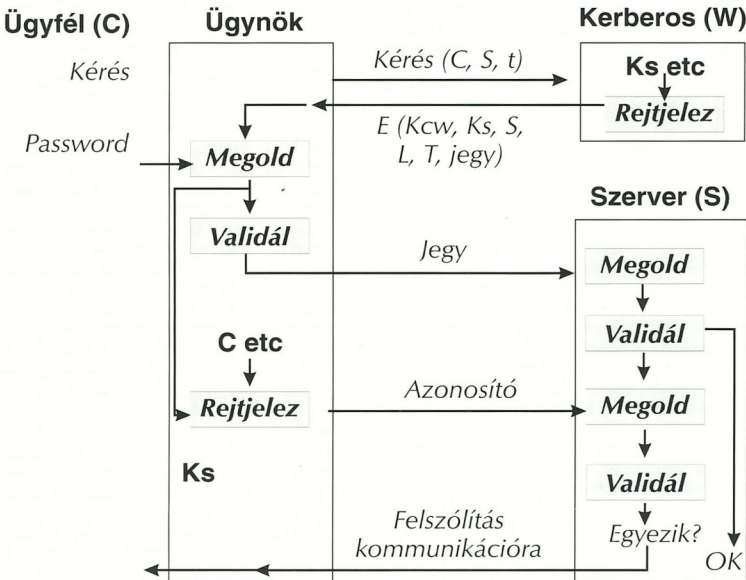 Ügyfél (C)
Ügynök
Kerberos (W)
Kérés
Kérés (C, S, t)
Ks etc
Rejtjelez
E (Kcw, Ks, S,
L, T, jegy)
Password
Megold
Validál
Szerver (S)
Jegy
Megold
Validál
C etc
Rejtjelez
Azonosító
Megold
Ks
Validál
Felszólítás
kommunikációra
Egyezik?
OK